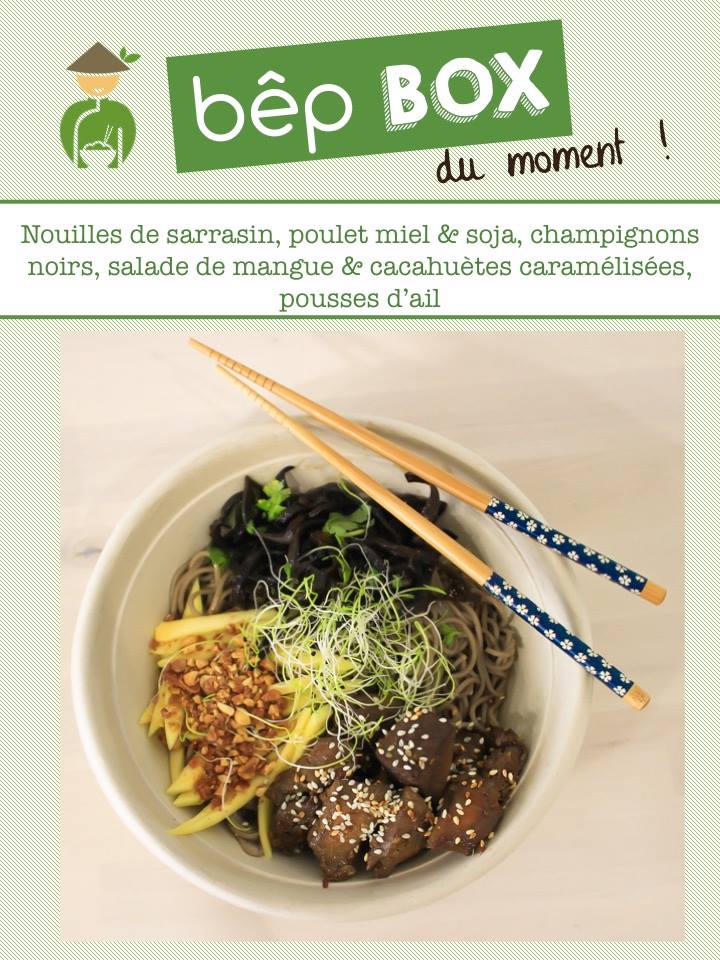 bêp BOX
du moment !
Nouilles de sarrasin, poulet miel & soja, champignons
noirs, salade de mangue & cacahuètes caramélisées,
pousses d'ail